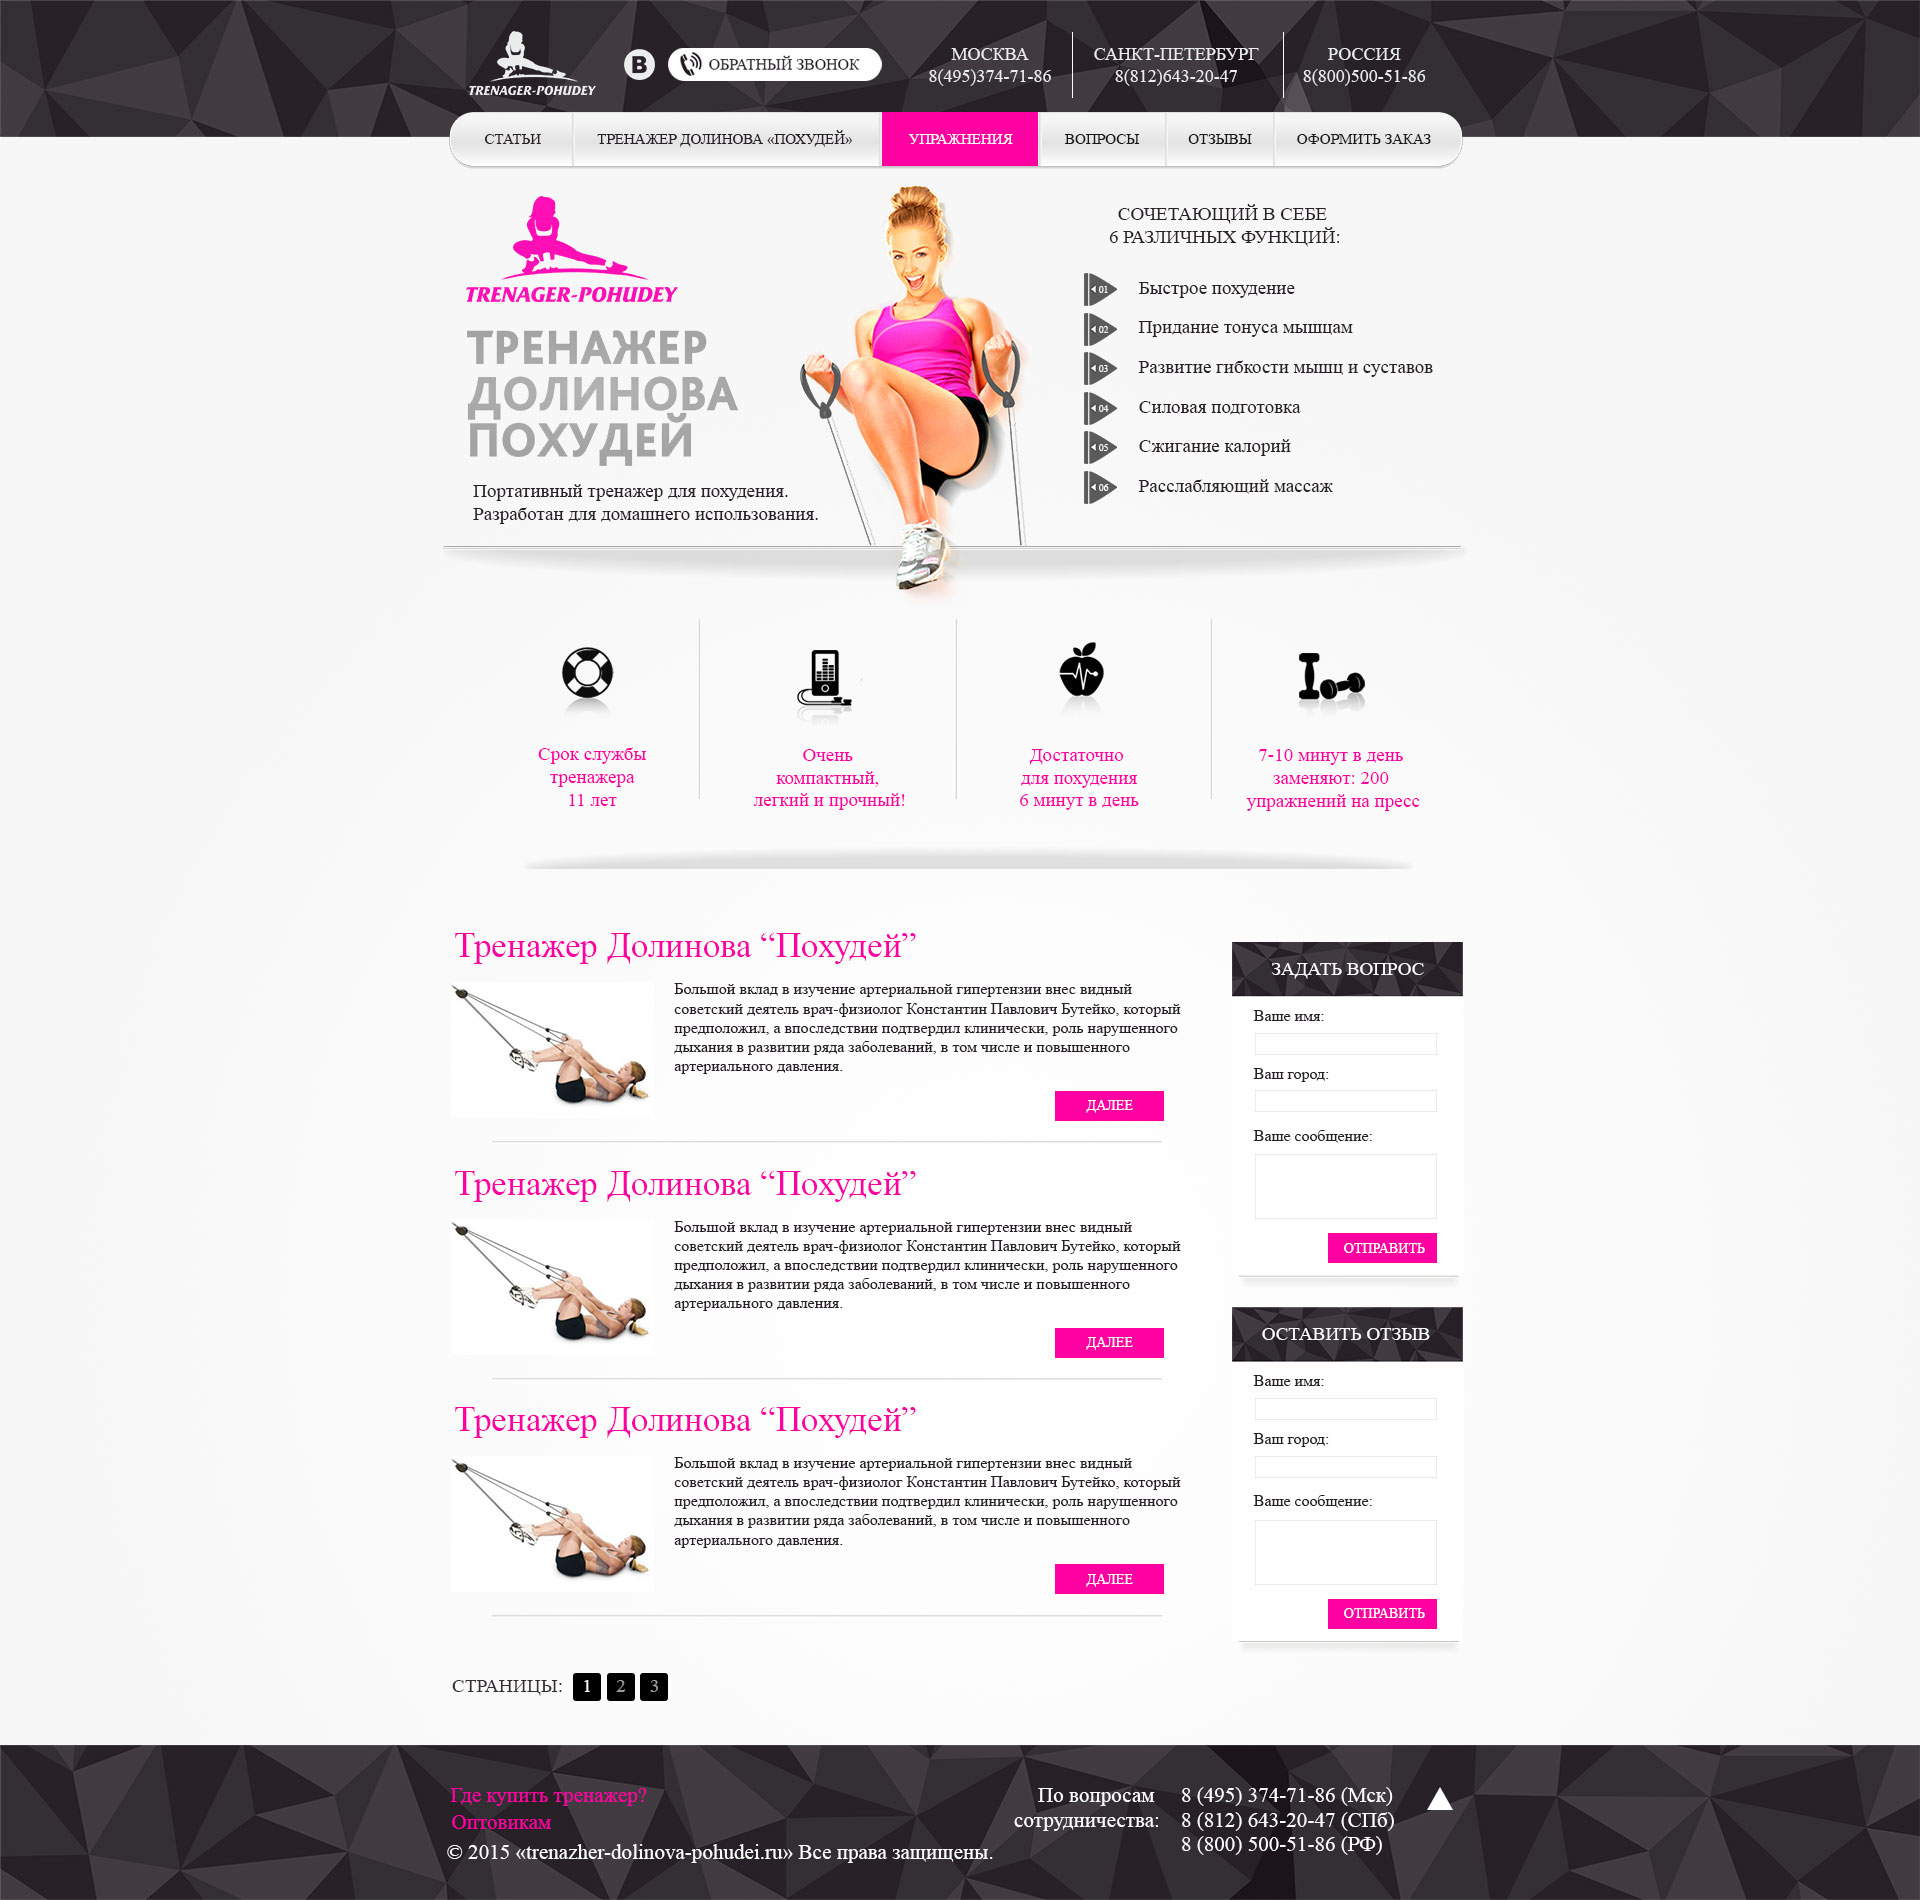 TRENAGER-POHUDEY
В
ОБРАТНЫЙ ЗВОНОК
МОСКВА
8(495)374-71-86
САНКТ-ПЕТЕРБУРГ
8(812)643-20-47
РОССИЯ
8(800)500-51-86
СТАТЬИ
ТРЕНАЖЕР ДОЛИНОВА «ПОХУДЕЙ»
УПРАЖНЕНИЯ
ВОПРОСЫ
ОТЗЫВЫ
ОФОРМИТЬ ЗАКАЗ
TRENAGER-POHUDEY
ТРЕНАЖЕР
ДОЛИНОВА
ПОХУДЕЙ
Портативный тренажер для похудения.
Разработан для домашнего использования.
СОЧЕТАЮЩИЙ В СЕБЕ
6 РАЗЛИЧНЫХ ФУНКЦИЙ:
01 Быстрое похудение
02 Придание тонуса мышцам
03 Развитие гибкости мышц и суставов
04 Силовая подготовка
05 Сжигание калорий
06 Расслабляющий массаж
Срок службы
тренажера
11 лет
Очень
компактный,
легкий и прочный!
Достаточно
для похудения
6 минут в день
7-10 минут в день
заменяют: 200
упражнений на пресс
Тренажер Долинова “Похудей”
Большой вклад в изучение артериальной гипертензии внес видный
советский деятель врач-физиолог Константин Павлович Бутейко, который
предположил, а впоследствии подтвердил клинически, роль нарушенного
дыхания в развитии ряда заболеваний, в том числе и повышенного
артериального давления.
ДАЛЕЕ
Тренажер Долинова “Похудей”
Большой вклад в изучение артериальной гипертензии внес видный
советский деятель врач-физиолог Константин Павлович Бутейко, который
предположил, а впоследствии подтвердил клинически, роль нарушенного
дыхания в развитии ряда заболеваний, в том числе и повышенного
артериального давления.
ДАЛЕЕ
Тренажер Долинова “Похудей”
Большой вклад в изучение артериальной гипертензии внес видный
советский деятель врач-физиолог Константин Павлович Бутейко, который
предположил, а впоследствии подтвердил клинически, роль нарушенного
дыхания в развитии ряда заболеваний, в том числе и повышенного
артериального давления.
ДАЛЕЕ
СТРАНИЦЫ: 1 2 3
ЗАДАТЬ ВОПРОС
Ваше имя:
Ваш город:
Ваше сообщение:
ОТПРАВИТЬ
ОСТАВИТЬ ОТЗЫВ
Ваше имя:
Ваш город:
Ваше сообщение:
ОТПРАВИТЬ
Где купить тренажер?
Оптовикам
© 2015 «trenazher-dolinova-pohudei.ru» Все права защищены.
По вопросам
сотрудничества:
8 (495) 374-71-86 (Мск)
8 (812) 643-20-47 (СПб)
8 (800) 500-51-86 (РФ)